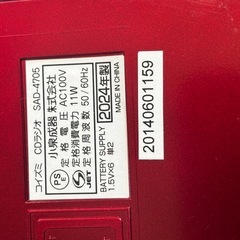 コイズミ CDラジオ SAD-4705
小泉成器 株式会社
定格電圧 AC100V
定格消費電力 11W
定格周波数 50/60Hz
PS
E
JET
BATTERY SUPPLY
1.5V×6 単2
2024年製
MADE IN CHINA
20140601159